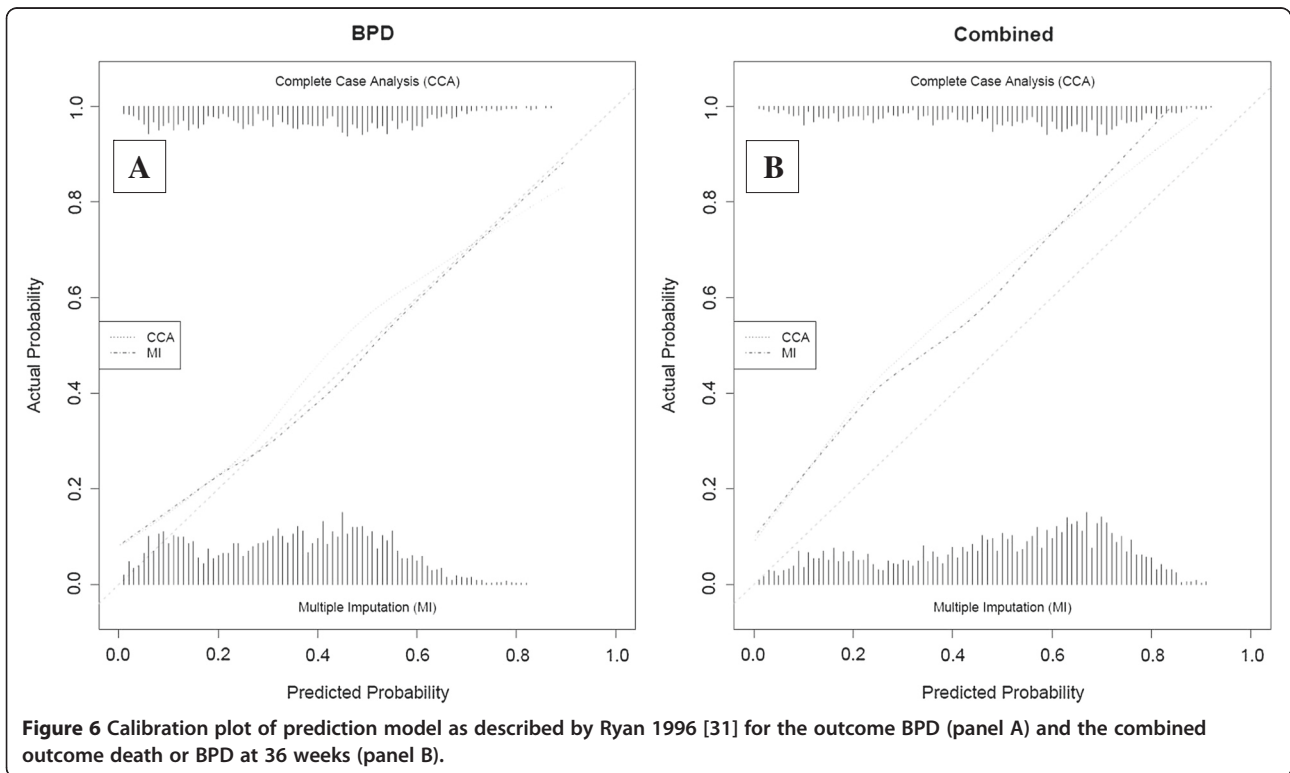 BPD
Complete Case Analysis (CCA)
A
1.0
0.8
0.6
0.4
0.2
0.0
Actual Probability
CCA
MI
Multiple Imputation (MI)
0.0 0.2 0.4 0.6 0.8 1.0
Predicted Probability
Combined
Complete Case Analysis (CCA)
B
1.0
0.8
0.6
0.4
0.2
0.0
Actual Probability
CCA
MI
Multiple Imputation (MI)
0.0 0.2 0.4 0.6 0.8 1.0
Predicted Probability
Figure 6 Calibration plot of prediction model as described by Ryan 1996 [31] for the outcome BPD (panel A) and the combined
outcome death or BPD at 36 weeks (panel B).